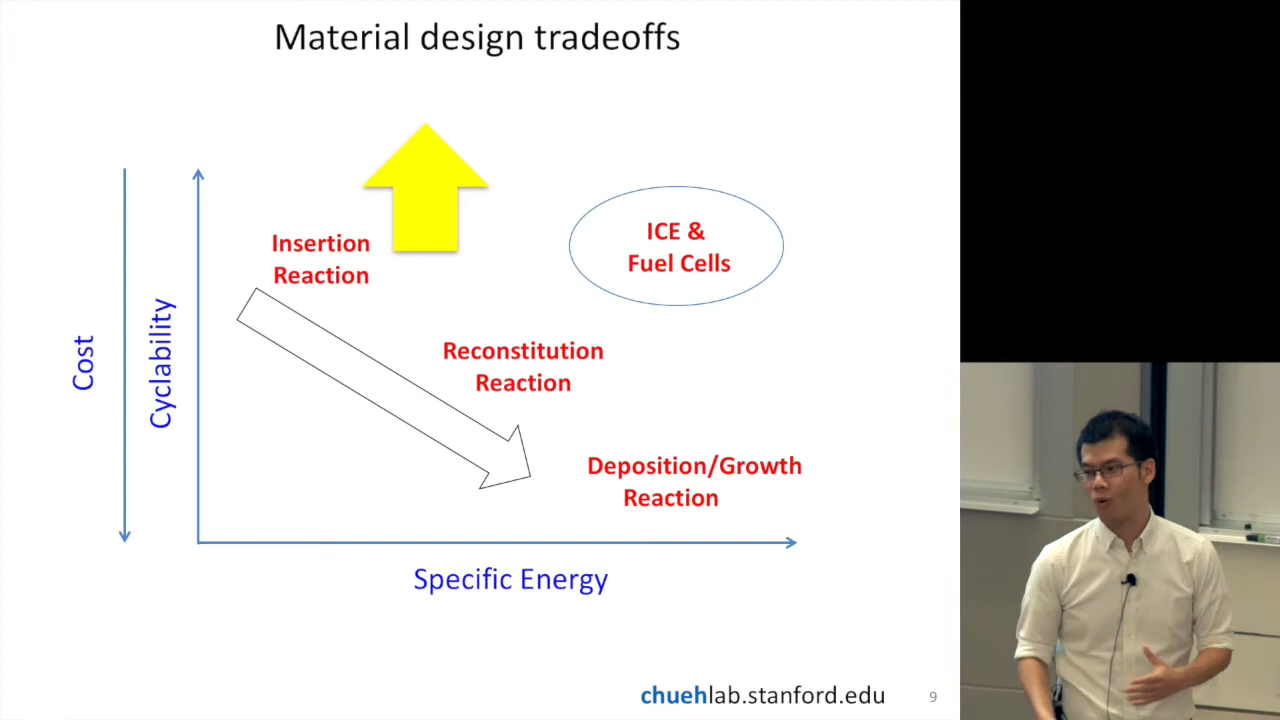 Material design tradeoffs
Cost
Cyclability
Insertion
Reaction
ICE &
Fuel Cells
Reconstitution
Reaction
Deposition/Growth
Reaction
Specific Energy
chuehlab.stanford.edu
9